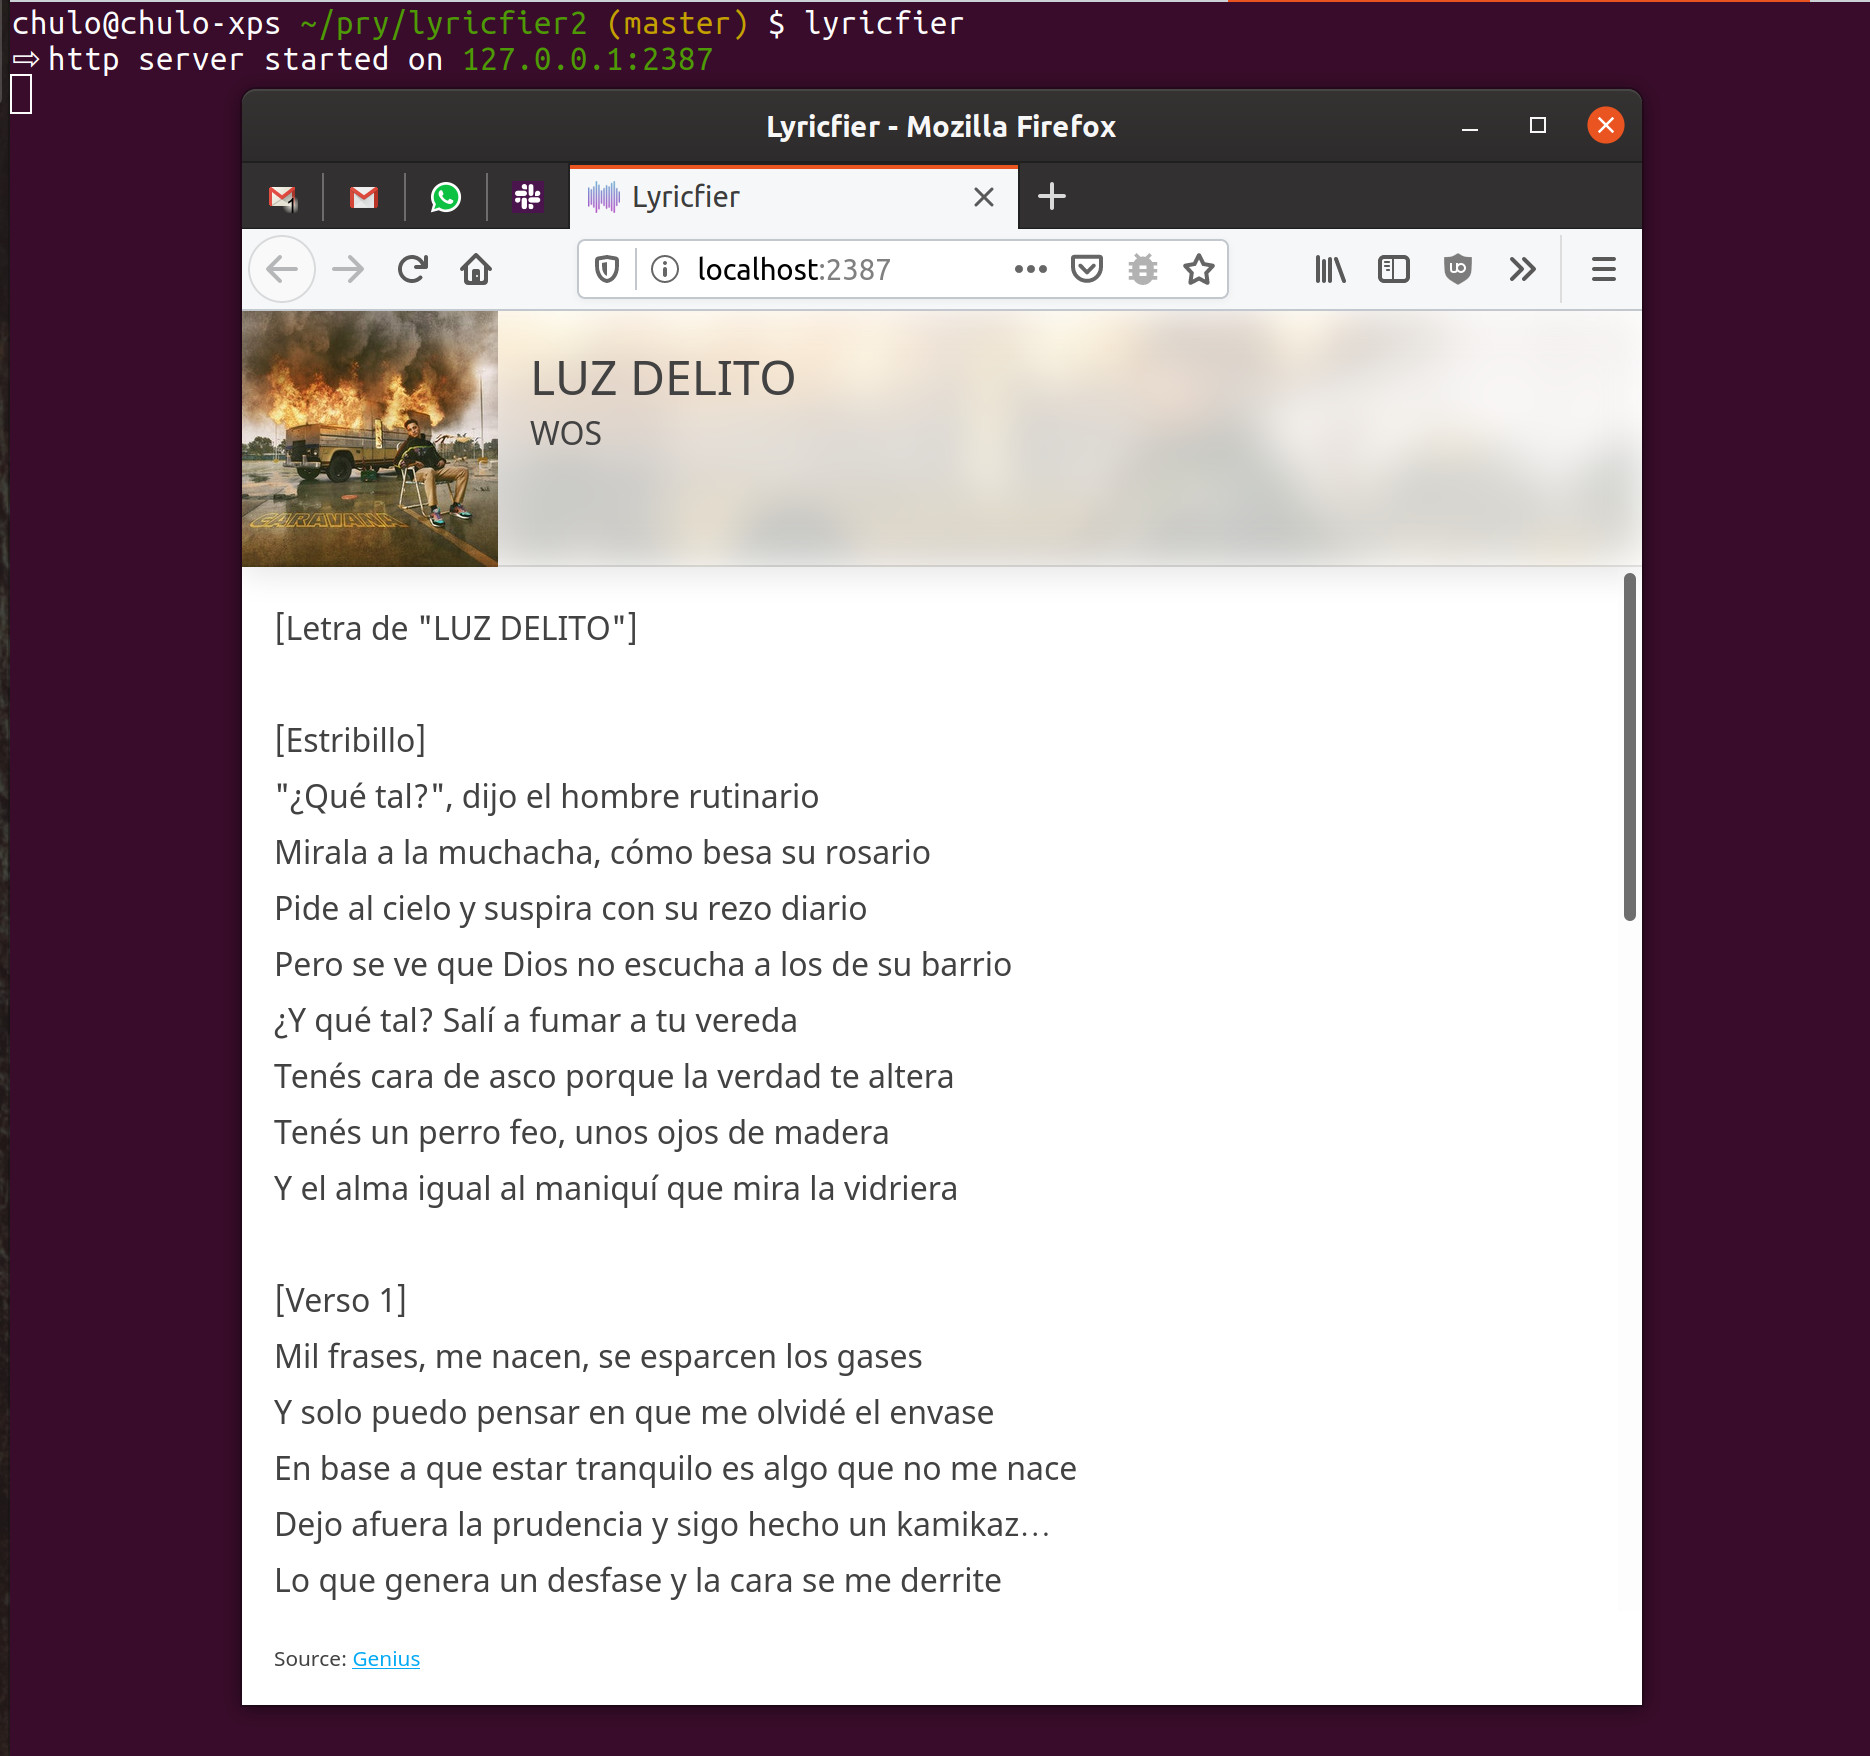 chulo@chulo-xps ~/pry/lyricfier2 (master) $ lyricfier
⇨ http server started on 127.0.0.1:2387
Lyricfier - Mozilla Firefox
1
Lyricfier
localhost:2387
LUZ DELITO
WOS
CARAVANA
[Letra de "LUZ DELITO"]
[Estribillo]
"¿Qué tal?", dijo el hombre rutinario
Mirala a la muchacha, cómo besa su rosario
Pide al cielo y suspira con su rezo diario
Pero se ve que Dios no escucha a los de su barrio
¿Y qué tal? Salí a fumar a tu vereda
Tenés cara de asco porque la verdad te altera
Tenés un perro feo, unos ojos de madera
Y el alma igual al maniquí que mira la vidriera
[Verso 1]
Mil frases, me nacen, se esparcen los gases
Y solo puedo pensar en que me olvidé el envase
En base a que estar tranquilo es algo que no me nace
Dejo afuera la prudencia y sigo hecho un kamikaz…
Lo que genera un desfase y la cara se me derrite
Source: Genius